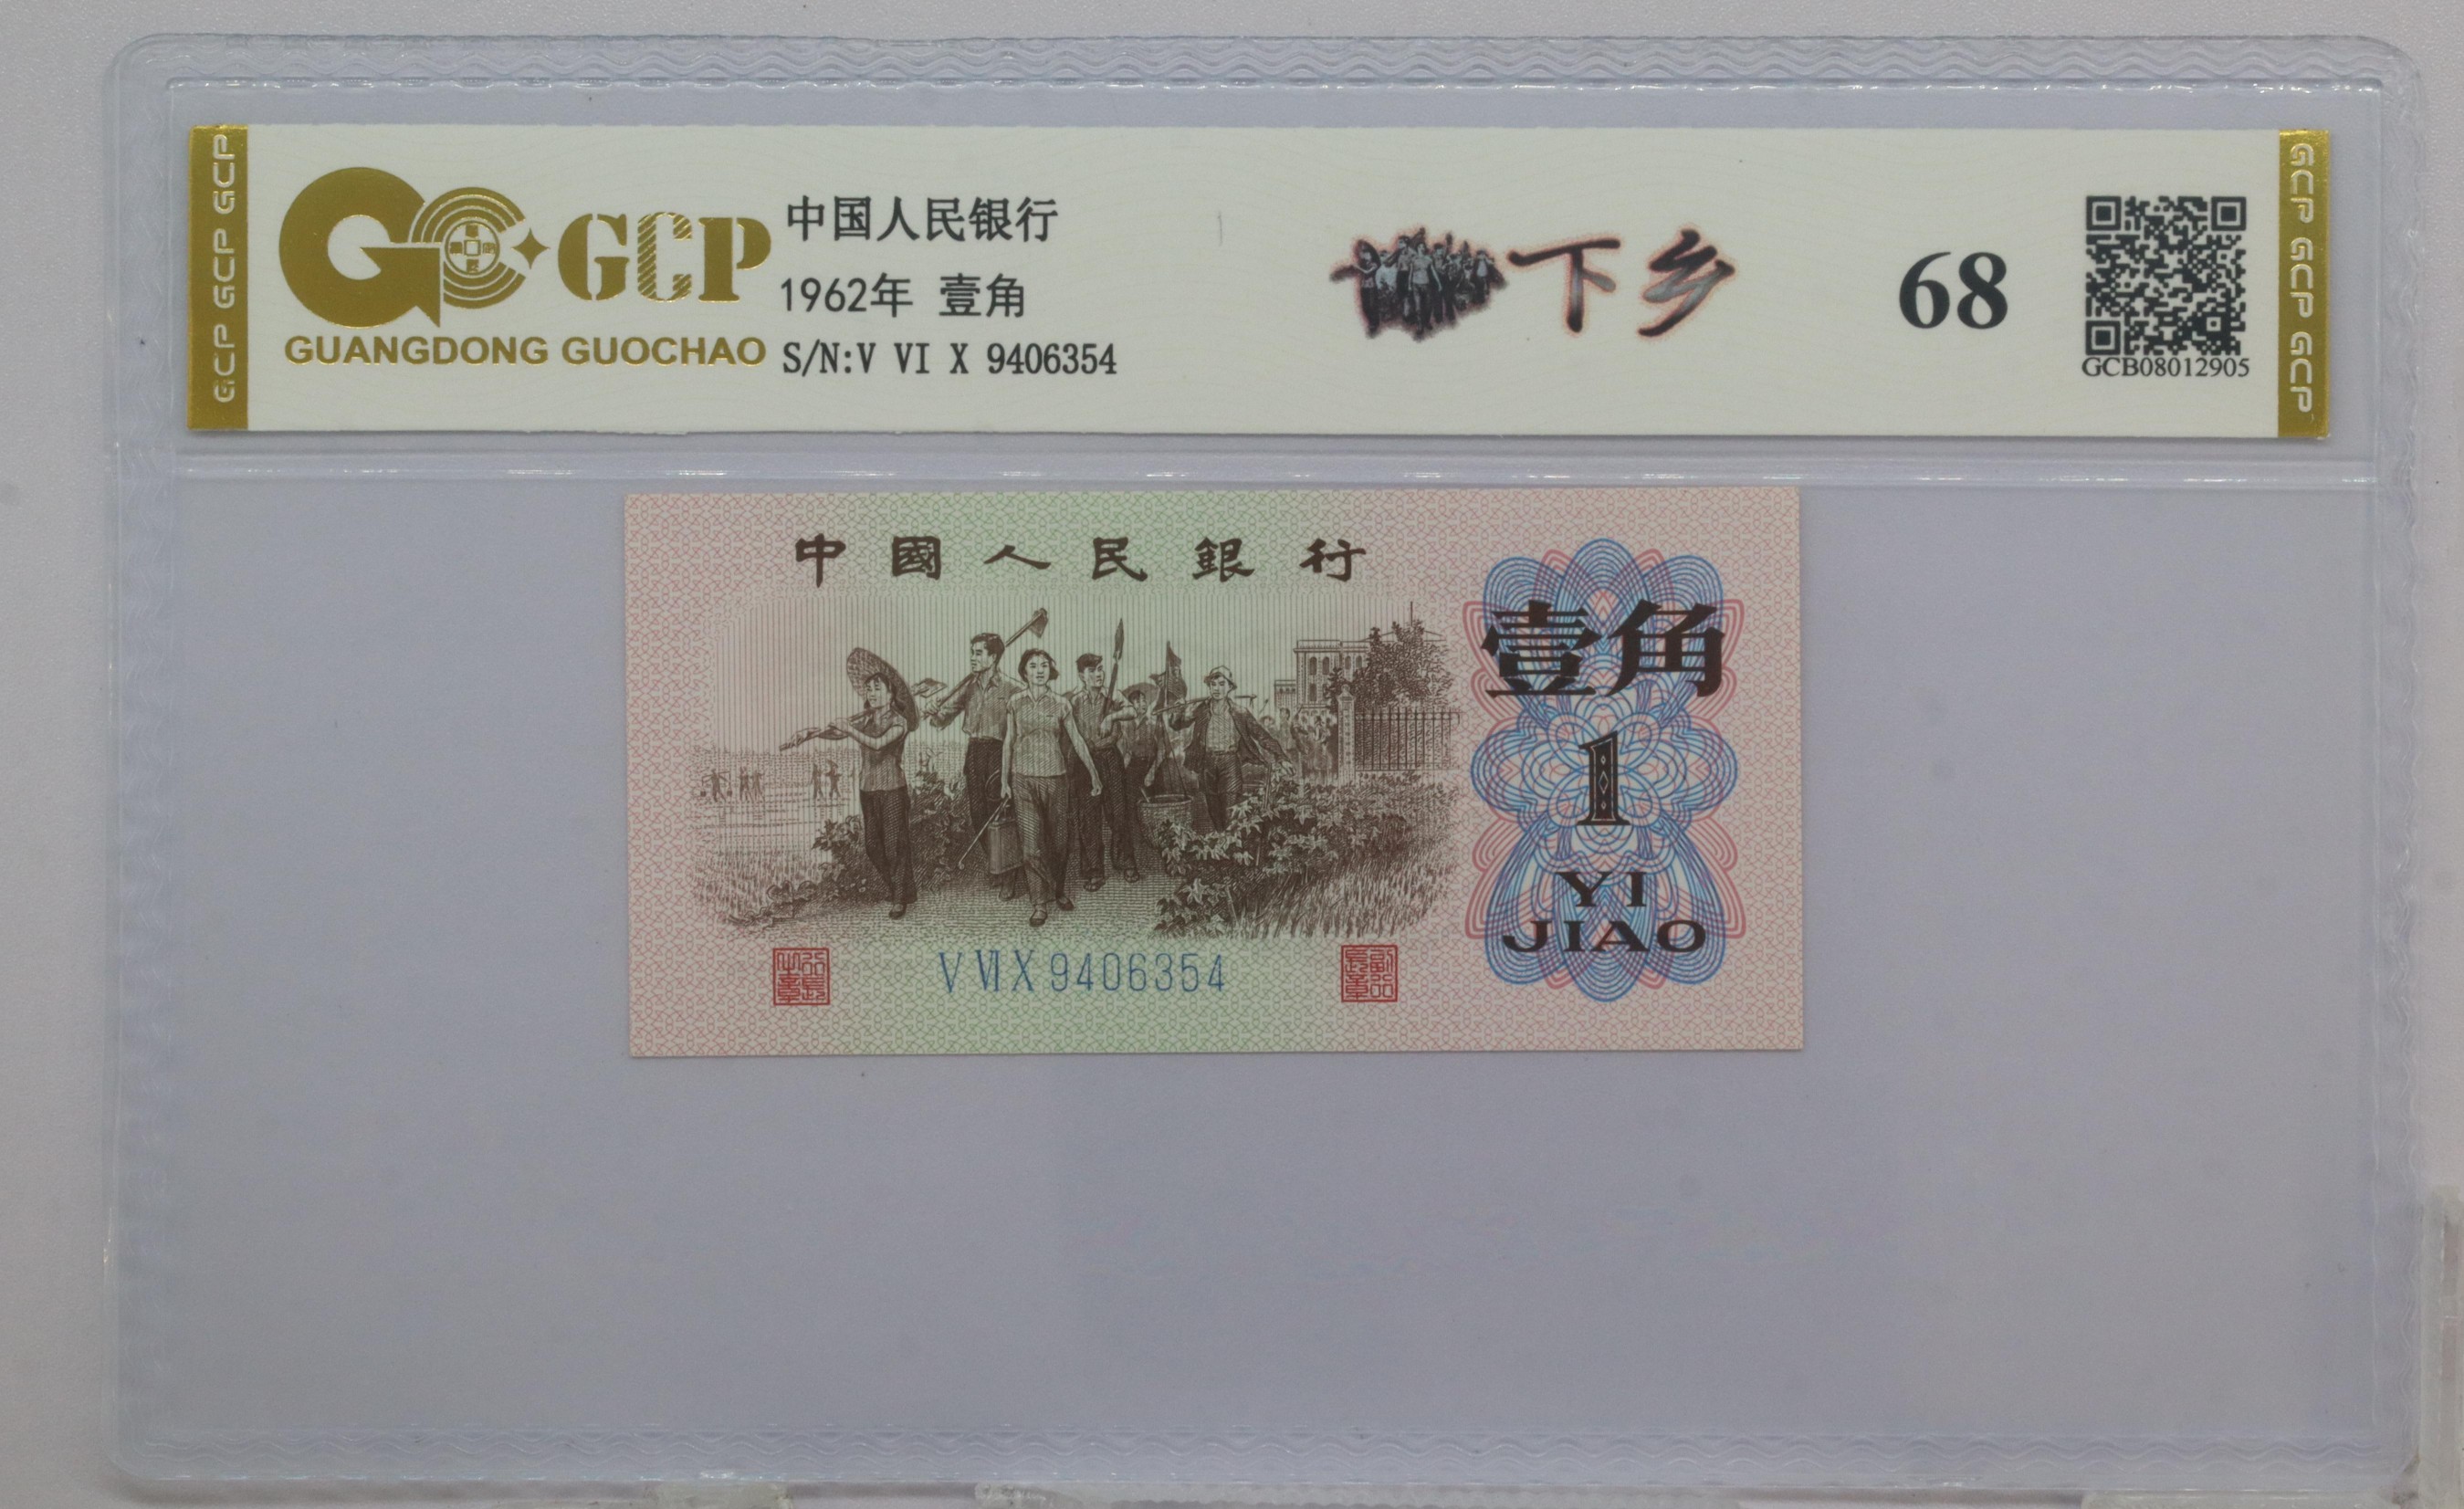 GCP GCP GCP
GCP
GUANGDONG GUOCHAO
中国人民银行
1962年 壹角
S/N:V VI X 9406354
下乡
68
GCB08012905
GCP GCP GCP
中國人民銀行
壹角
1
YI
JIAO
V VI X 9406354